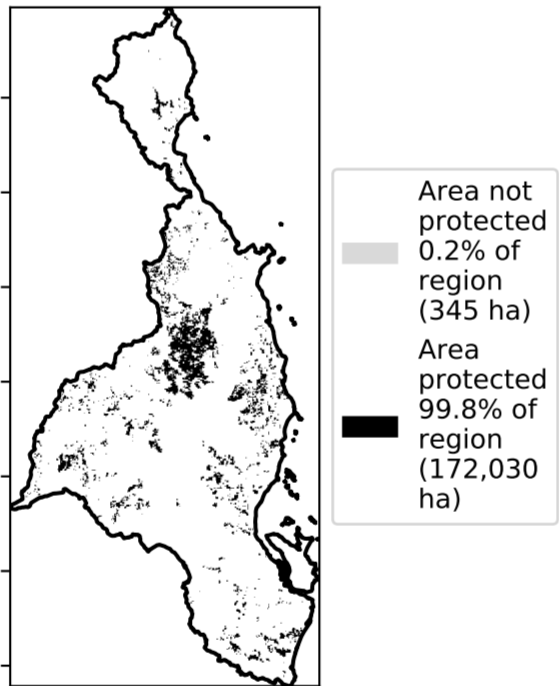 Area not
protected
0.2% of
region
(345 ha)
Area
protected
99.8% of
region
(172,030
ha)